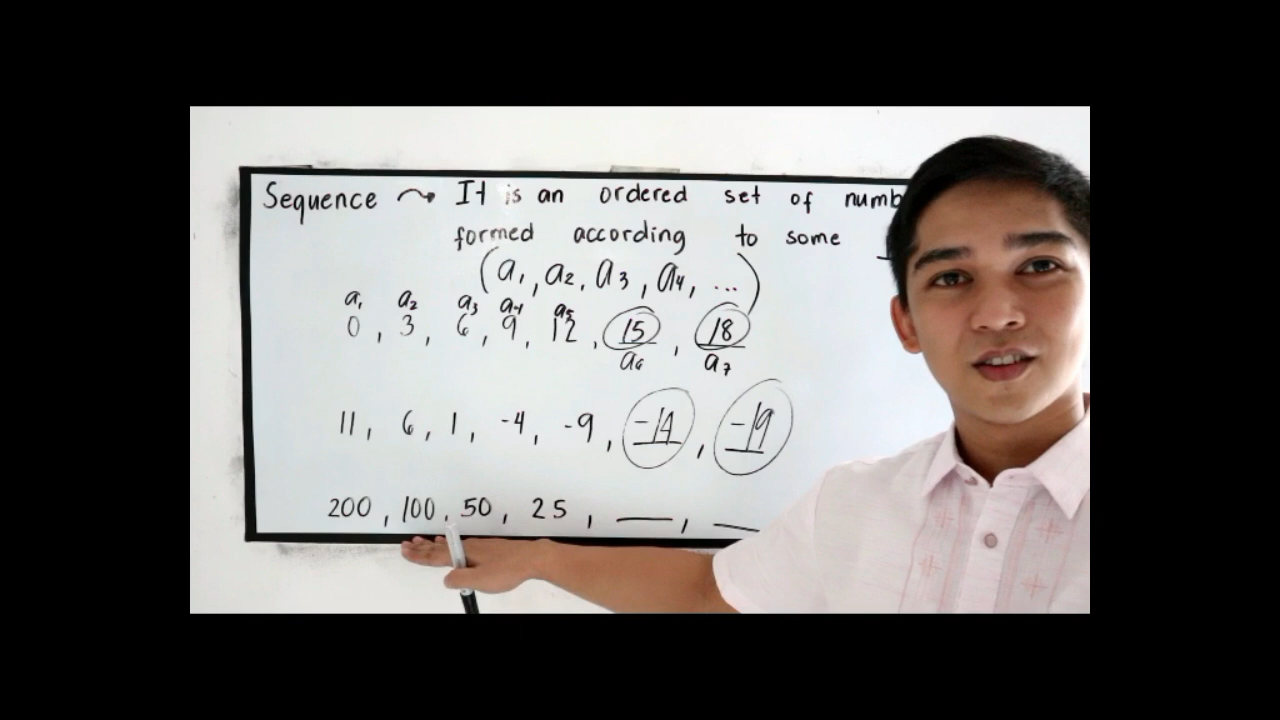 Sequence ⤳ It is an ordered set of numb
formed according to some
(a₁, a₂, a₃, a₄, ...)
a₁ a₂ a₃ a₄ a₅
0, 3, 6, 9, 12, 15, 18
a₆ a₇
11, 6, 1, -4, -9, -14, -19
200, 100, 50, 25, __, __